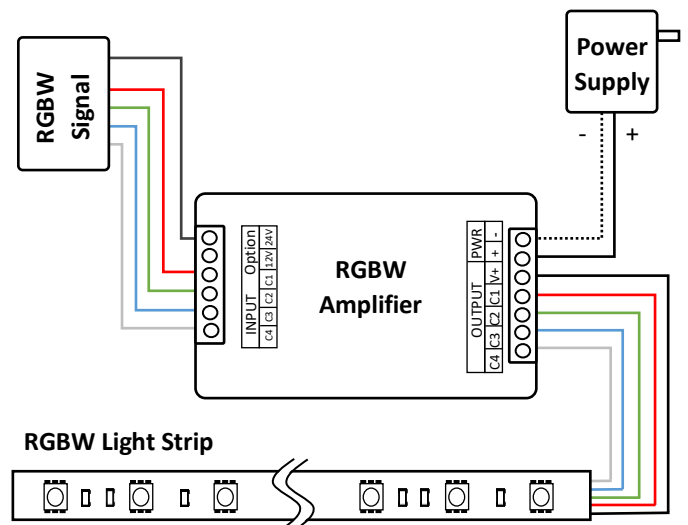 RGBW
Signal
Power
Supply
- +
Option 24V
12V
INPUT C1
C2
C3
C4
RGBW
Amplifier
PWR -
+
OUTPUT V+
C1
C2
C3
C4
RGBW Light Strip